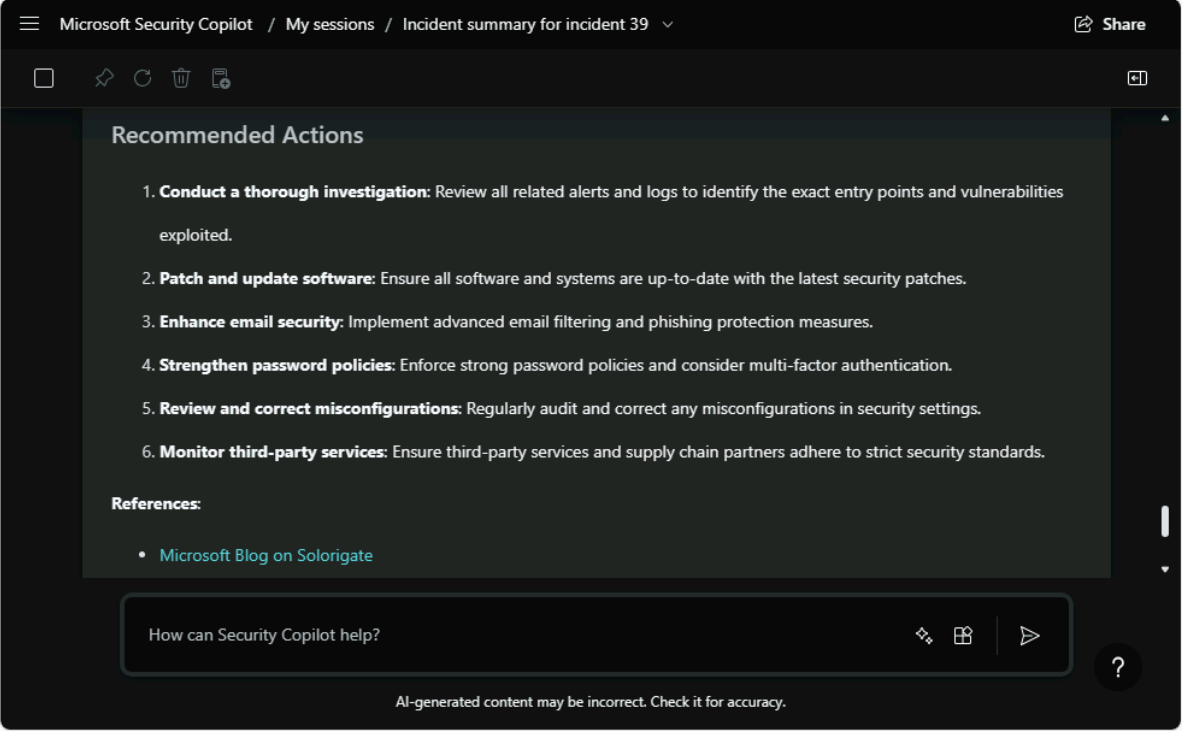 Microsoft Security Copilot / My sessions / Incident summary for incident 39
Share
Recommended Actions
1. Conduct a thorough investigation: Review all related alerts and logs to identify the exact entry points and vulnerabilities
exploited.
2. Patch and update software: Ensure all software and systems are up-to-date with the latest security patches.
3. Enhance email security: Implement advanced email filtering and phishing protection measures.
4. Strengthen password policies: Enforce strong password policies and consider multi-factor authentication.
5. Review and correct misconfigurations: Regularly audit and correct any misconfigurations in security settings.
6. Monitor third-party services: Ensure third-party services and supply chain partners adhere to strict security standards.
References:
• Microsoft Blog on Solorigate
How can Security Copilot help?
?
AI-generated content may be incorrect. Check it for accuracy.